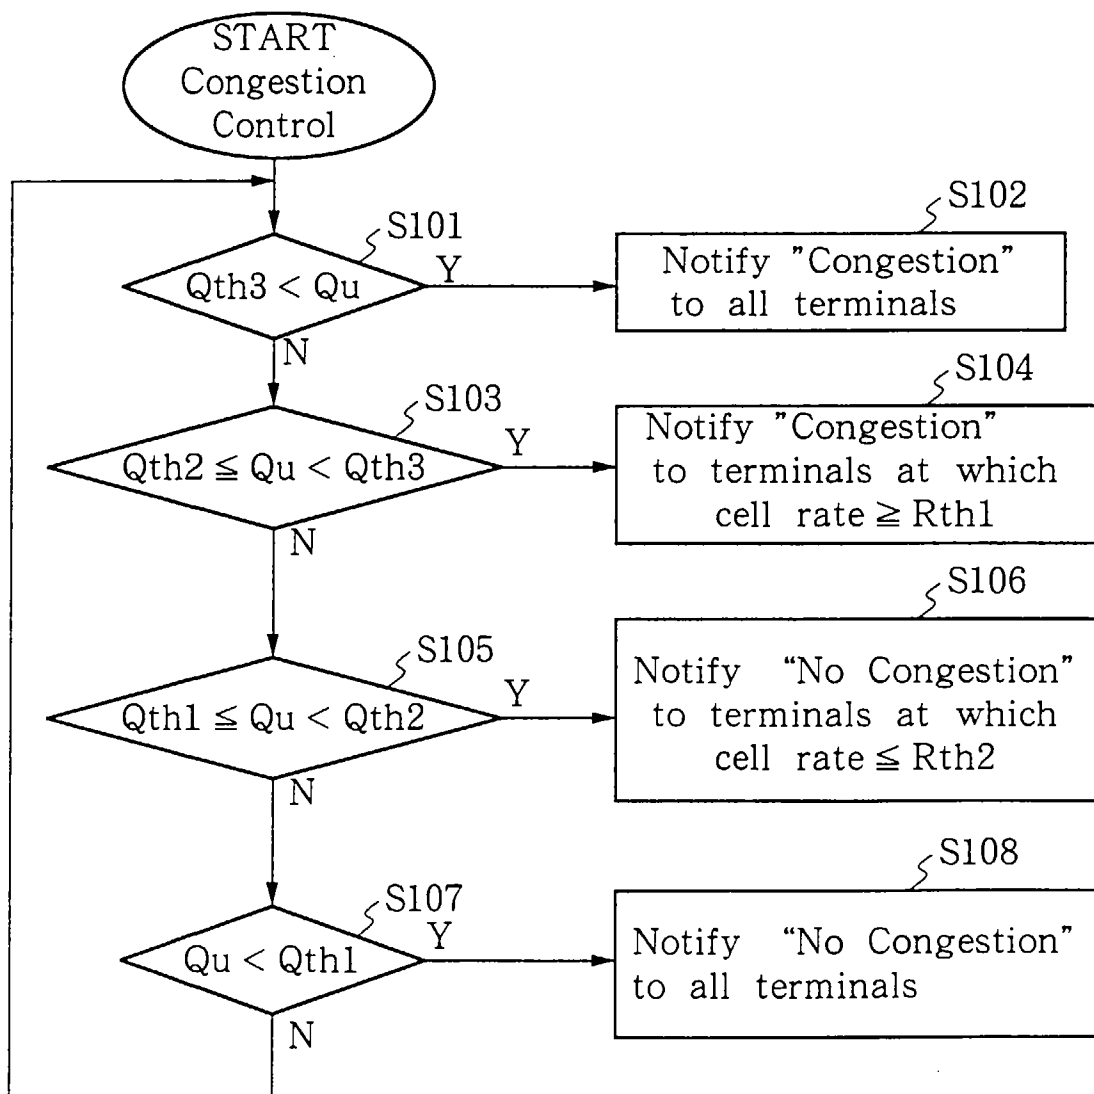 START
Congestion
Control
S101
Qth3 < Qu
Y
N
S102
Notify ”Congestion”
to all terminals
S103
Qth2 ≦ Qu < Qth3
Y
N
S104
Notify ”Congestion”
to terminals at which
cell rate ≧ Rth1
S105
Qth1 ≦ Qu < Qth2
Y
N
S106
Notify “No Congestion”
to terminals at which
cell rate ≦ Rth2
S107
Qu < Qth1
Y
N
S108
Notify “No Congestion”
to all terminals